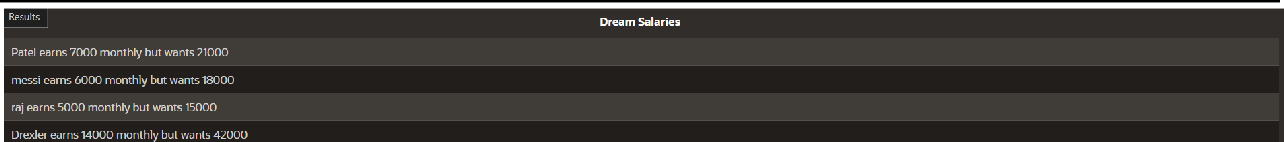 Results
Dream Salaries
Patel earns 7000 monthly but wants 21000
messi earns 6000 monthly but wants 18000
raj earns 5000 monthly but wants 15000
Drexler earns 14000 monthly but wants 42000